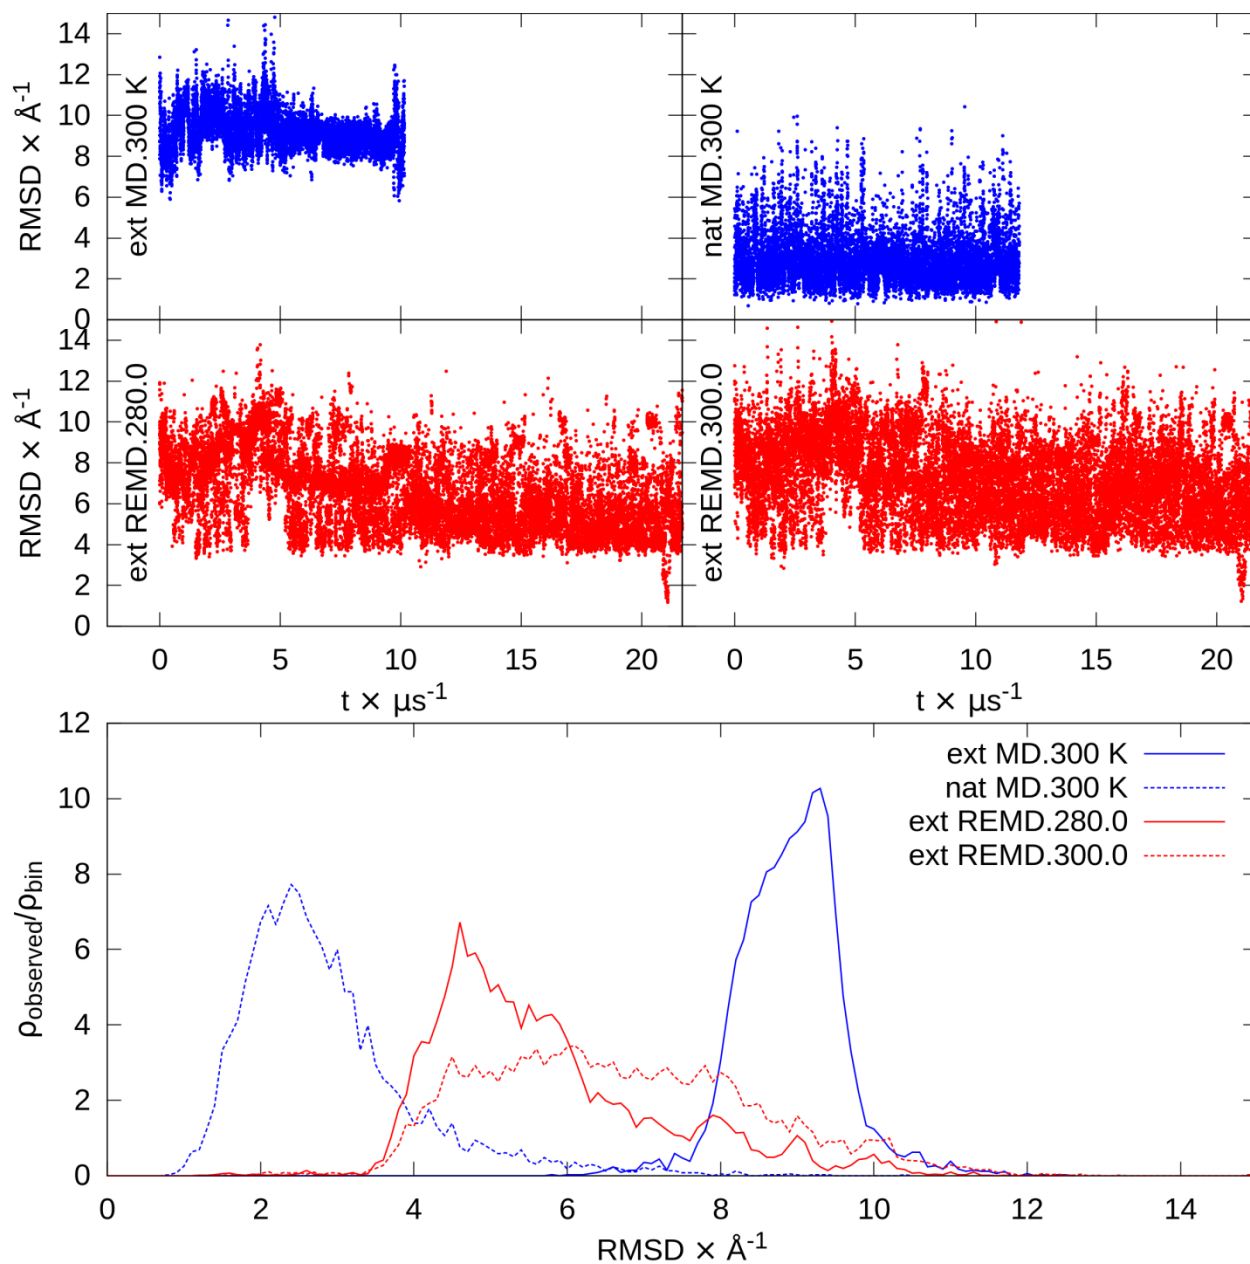 14
12
10
8
6
4
2
0
RMSD × Å⁻¹
ext MD.300 K
nat MD.300 K
14
12
10
8
6
4
2
0
RMSD × Å⁻¹
ext REMD.280.0
ext REMD.300.0
0 5 10 15 20
0 5 10 15 20
t × µs⁻¹
t × µs⁻¹
12
10
8
6
4
2
0
ρobserved/ρbin
ext MD.300 K
nat MD.300 K
ext REMD.280.0
ext REMD.300.0
0 2 4 6 8 10 12 14
RMSD × Å⁻¹